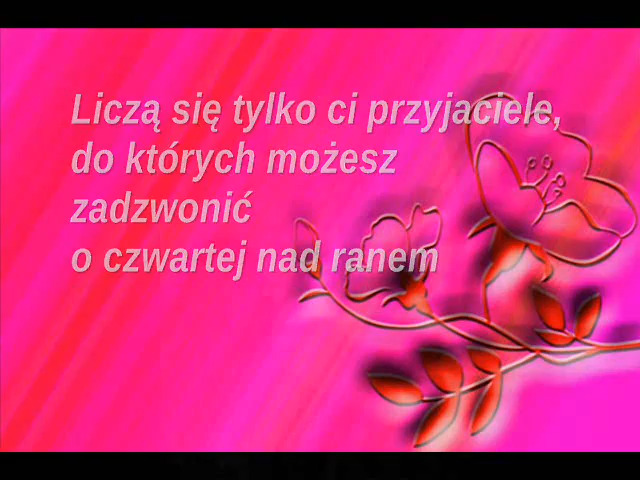 Liczą się tylko ci przyjaciele,
do których możesz
zadzwonić
o czwartej nad ranem